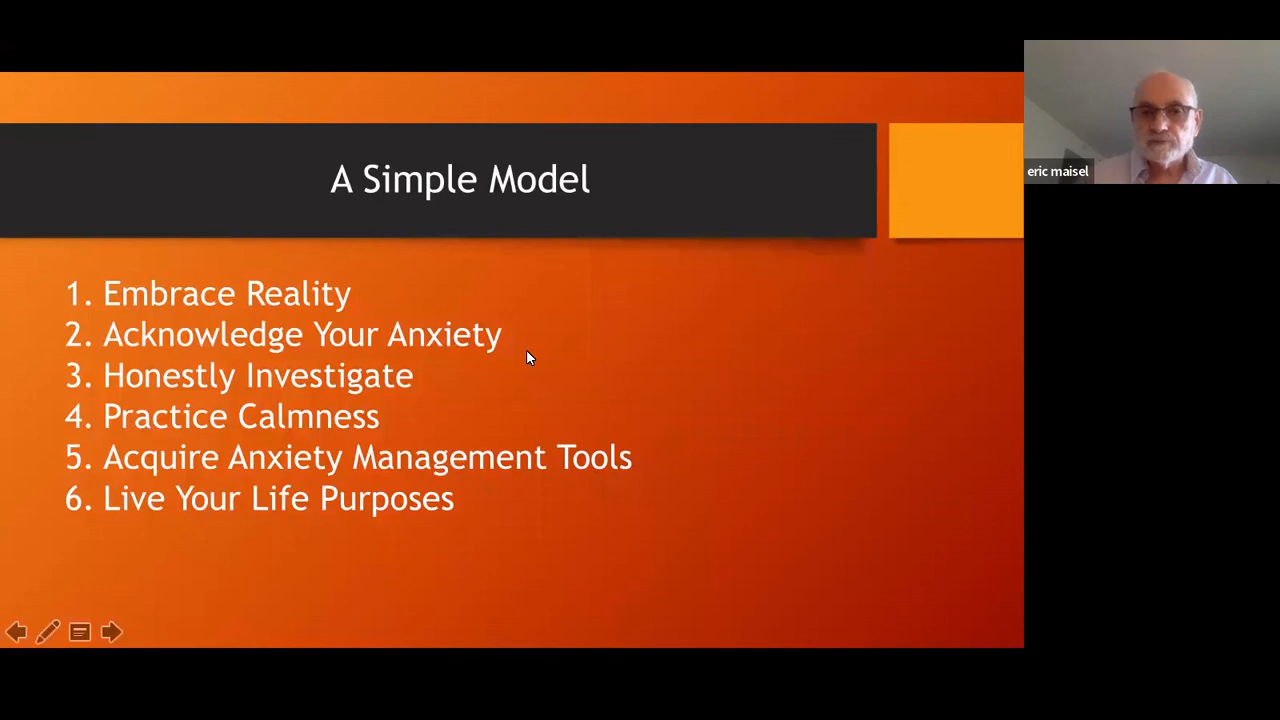 A Simple Model
eric maisel
1. Embrace Reality
2. Acknowledge Your Anxiety
3. Honestly Investigate
4. Practice Calmness
5. Acquire Anxiety Management Tools
6. Live Your Life Purposes